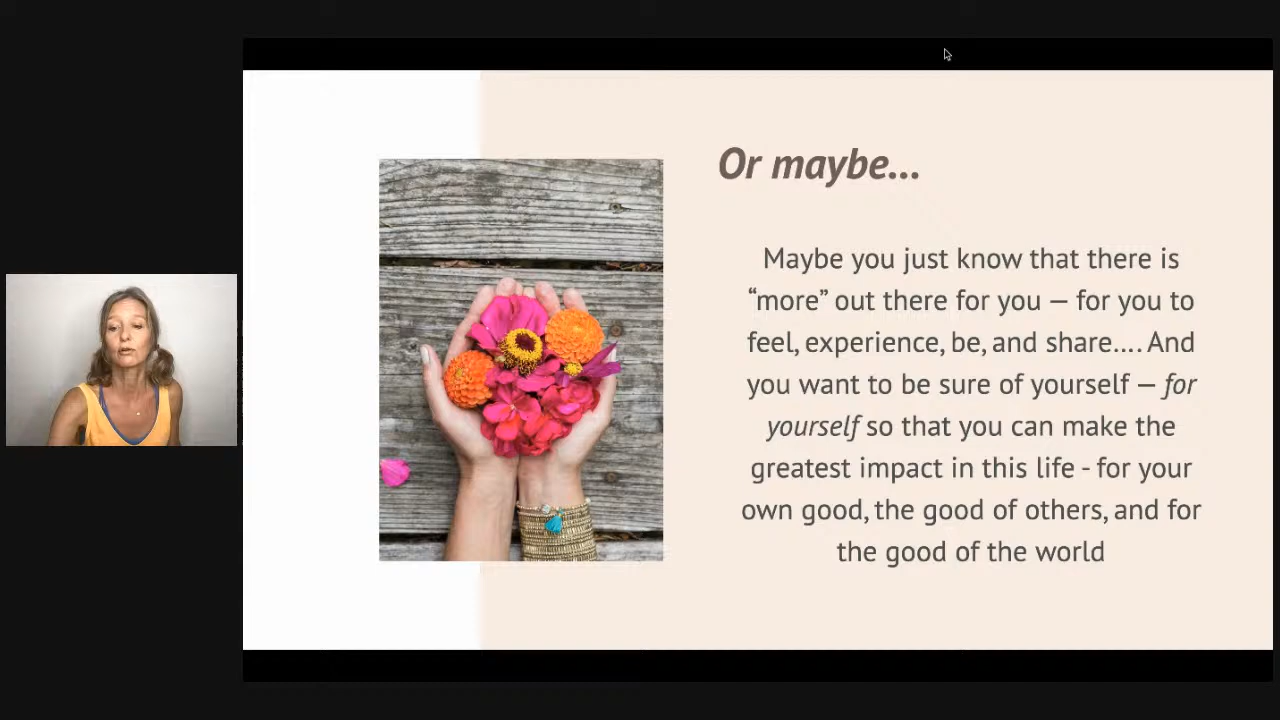 Or maybe...
Maybe you just know that there is
“more” out there for you — for you to
feel, experience, be, and share.... And
you want to be sure of yourself — for
yourself so that you can make the
greatest impact in this life - for your
own good, the good of others, and for
the good of the world